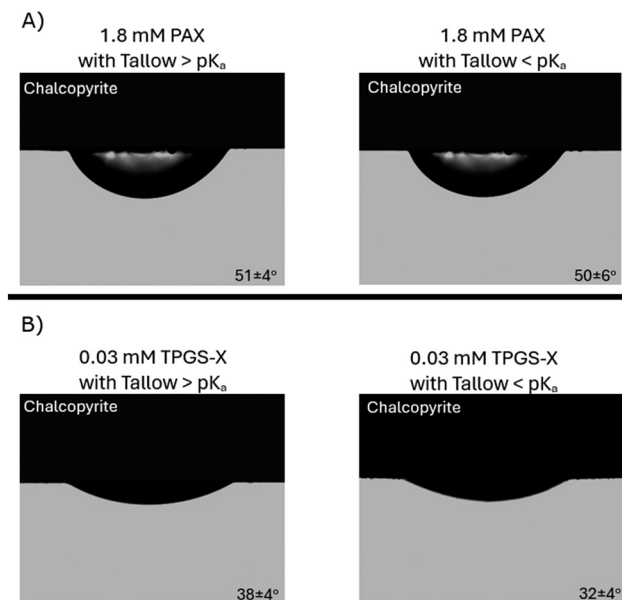 A)
1.8 mM PAX
with Tallow > pKₐ
1.8 mM PAX
with Tallow < pKₐ
Chalcopyrite
Chalcopyrite
51±4°
50±6°
B)
0.03 mM TPGS-X
with Tallow > pKₐ
0.03 mM TPGS-X
with Tallow < pKₐ
Chalcopyrite
Chalcopyrite
38±4°
32±4°